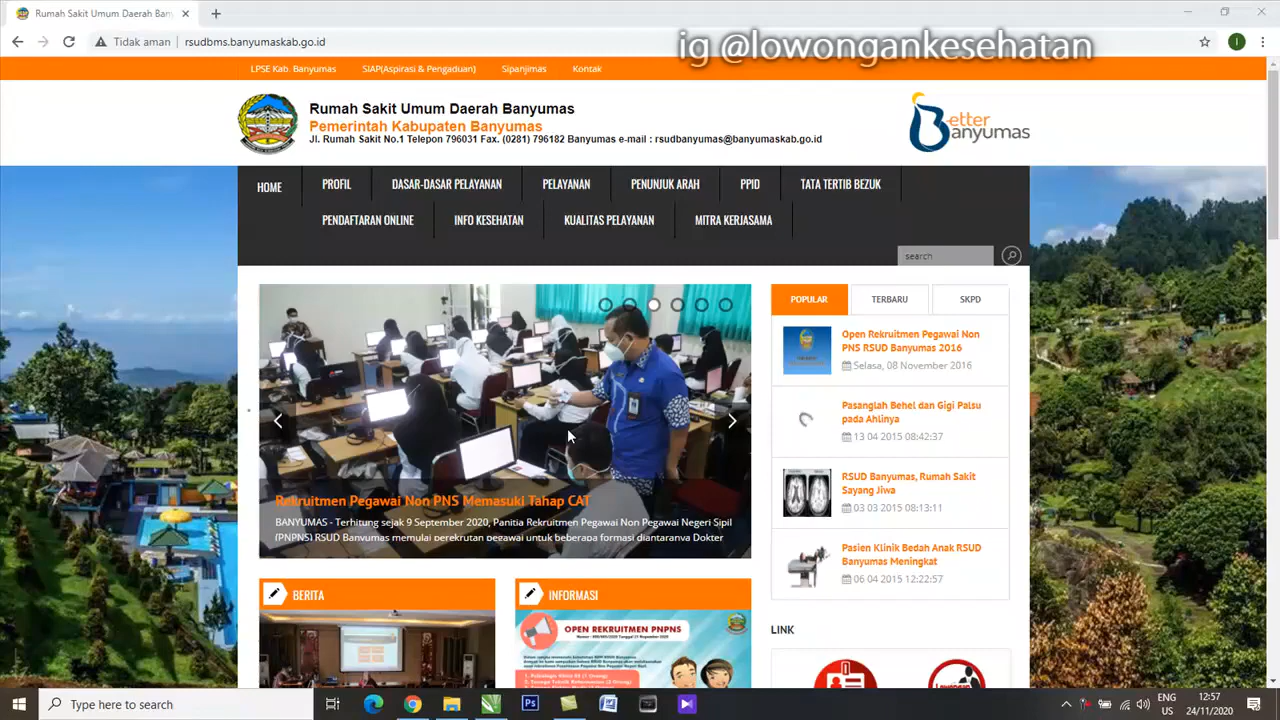 Rumah Sakit Umum Daerah Banyum
Tidak aman
rsudbms.banyumaskab.go.id
ig @lowongankesehatan
LPSE Kab. Banyumas
SIAP(Aspirasi & Pengaduan)
Sipanjimas
Kontak
Rumah Sakit Umum Daerah Banyumas
Pemerintah Kabupaten Banyumas
Jl. Rumah Sakit No.1 Telepon 796031 Fax. (0281) 796182 Banyumas e-mail : rsudbanyumas@banyumaskab.go.id
Better
Banyumas
HOME
PROFIL
DASAR-DASAR PELAYANAN
PELAYANAN
PENUNJUK ARAH
PPID
TATA TERTIB BEZUK
PENDAFTARAN ONLINE
INFO KESEHATAN
KUALITAS PELAYANAN
MITRA KERJASAMA
search
Rekruitmen Pegawai Non PNS Memasuki Tahap CAT
BANYUMAS - Terhitung sejak 9 September 2020, Panitia Rekruitmen Pegawai Non Pegawai Negeri Sipil
(PNPNS) RSUD Banyumas memulai perekrutan pegawai untuk beberapa formasi diantaranya Dokter
POPULAR
TERBARU
SKPD
Open Rekruitmen Pegawai Non
PNS RSUD Banyumas 2016
Selasa, 08 November 2016
Pasanglah Behel dan Gigi Palsu
pada Ahlinya
13 04 2015 08:42:37
RSUD Banyumas, Rumah Sakit
Sayang Jiwa
03 03 2015 08:13:11
Pasien Klinik Bedah Anak RSUD
Banyumas Meningkat
06 04 2015 12:22:57
LINK
BERITA
INFORMASI
OPEN REKRUITMEN PNPNS
Type here to search
ENG
US
12:57
24/11/2020